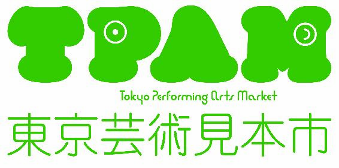 TPAM
Tokyo Performing Arts Market
東京芸術見本市